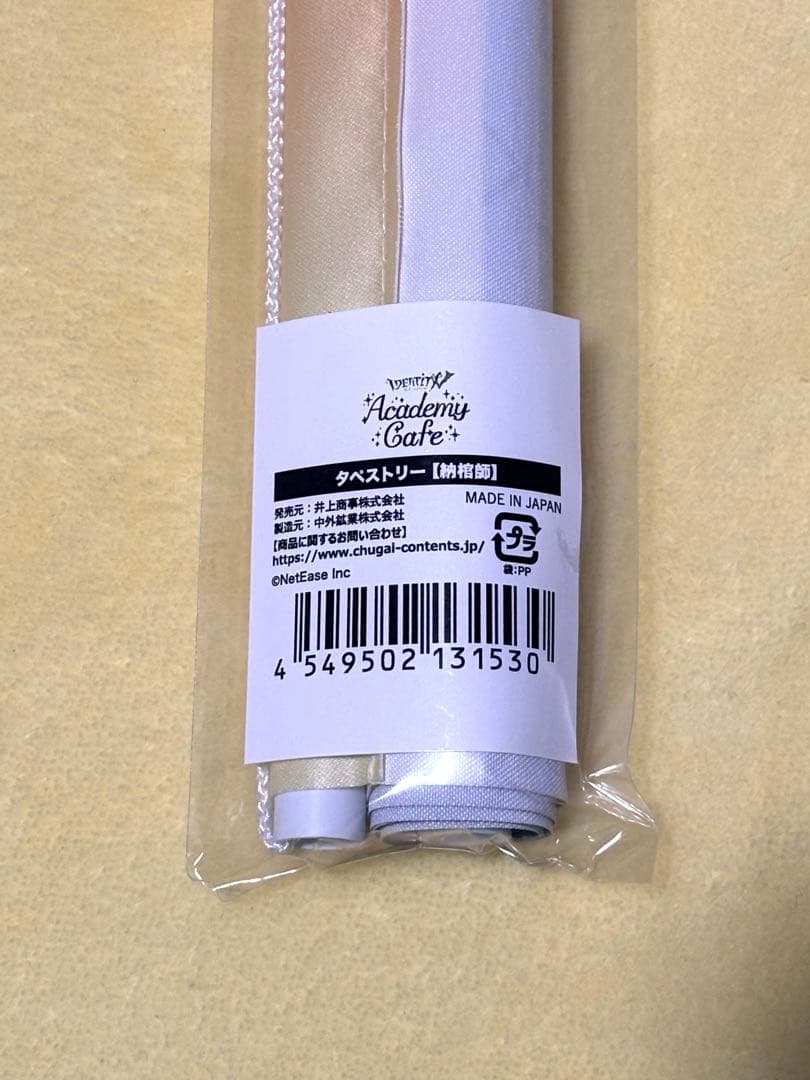 IDENTITY V
Academy
Cafe
タペストリー【納棺師】
発売元：井上商事株式会社
製造元：中外鉱業株式会社
MADE IN JAPAN
【商品に関するお問い合わせ】
https://www.chugai-contents.jp/
©NetEase Inc
プラ
袋:PP
4 549502 131530